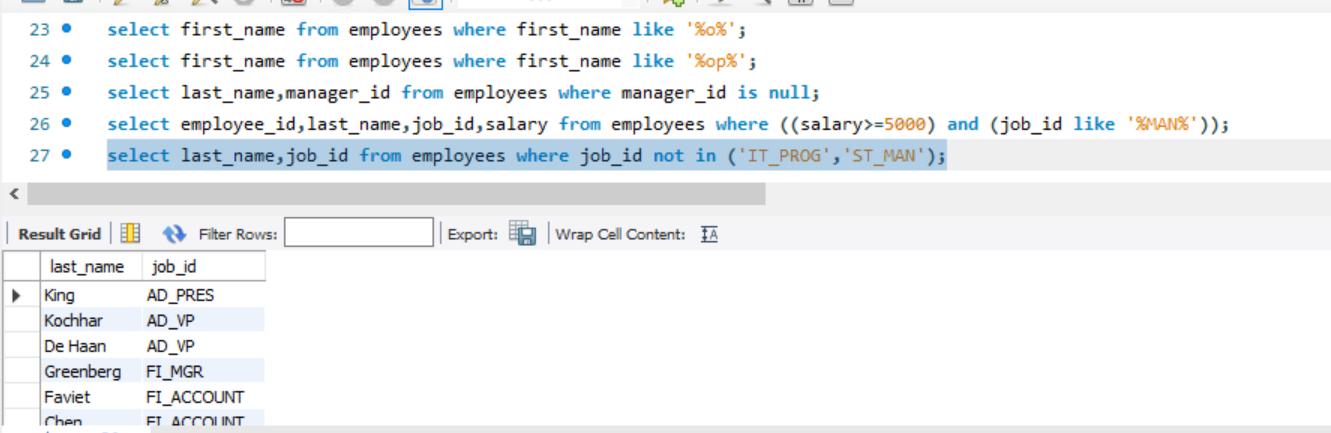 23 select first_name from employees where first_name like '%o%';
24 select first_name from employees where first_name like '%op%';
25 select last_name,manager_id from employees where manager_id is null;
26 select employee_id,last_name,job_id,salary from employees where ((salary>=5000) and (job_id like '%MAN%'));
27 select last_name,job_id from employees where job_id not in ('IT_PROG','ST_MAN');
Result Grid Filter Rows: Export: Wrap Cell Content: IA
last_name job_id
King AD_PRES
Kochhar AD_VP
De Haan AD_VP
Greenberg FI_MGR
Faviet FI_ACCOUNT
Chen FI_ACCOUNT